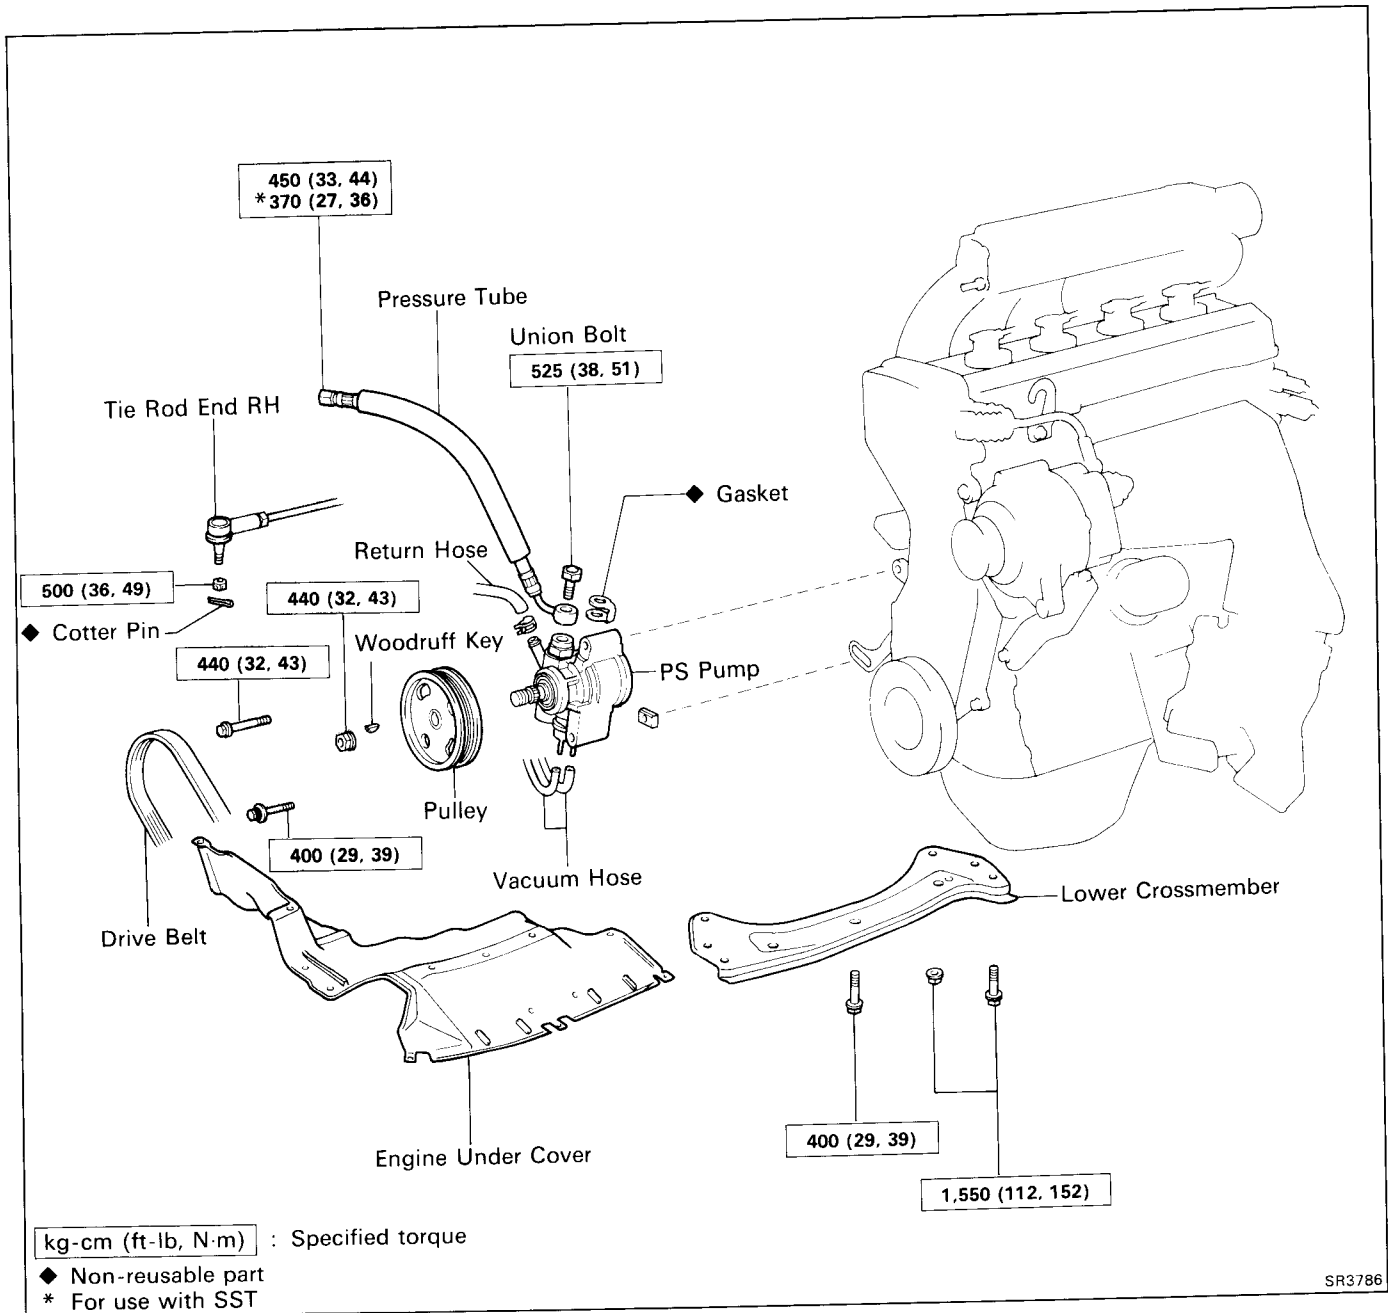 450 (33, 44)
*370 (27, 36)
Pressure Tube
Union Bolt
525 (38, 51)
Tie Rod End RH
◆ Gasket
Return Hose
500 (36, 49)
440 (32, 43)
◆ Cotter Pin
Woodruff Key
440 (32, 43)
PS Pump
Pulley
400 (29, 39)
Vacuum Hose
Lower Crossmember
Drive Belt
400 (29, 39)
Engine Under Cover
1,550 (112, 152)
kg-cm (ft-lb, N·m) : Specified torque
◆ Non-reusable part
* For use with SST
SR3786